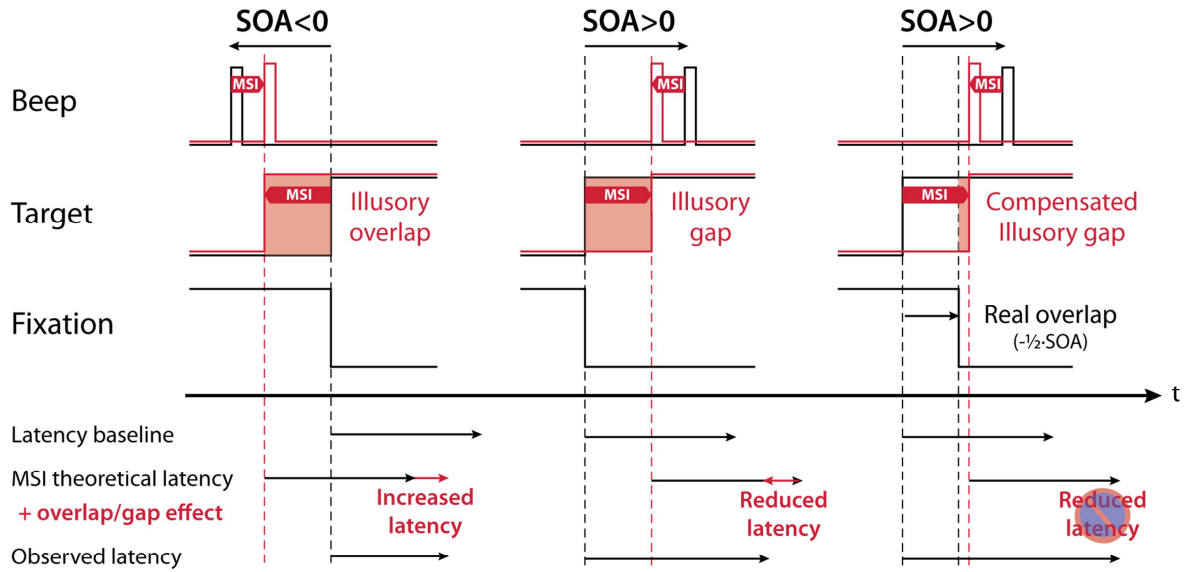 SOA<0
SOA>0
SOA>0
Beep
MSI
MSI
MSI
Target
MSI
Illusory
overlap
MSI
Illusory
gap
MSI
Compensated
Illusory gap
Fixation
Real overlap
(-½·SOA)
t
Latency baseline
MSI theoretical latency
+ overlap/gap effect
Increased
latency
Reduced
latency
Reduced
latency
Observed latency